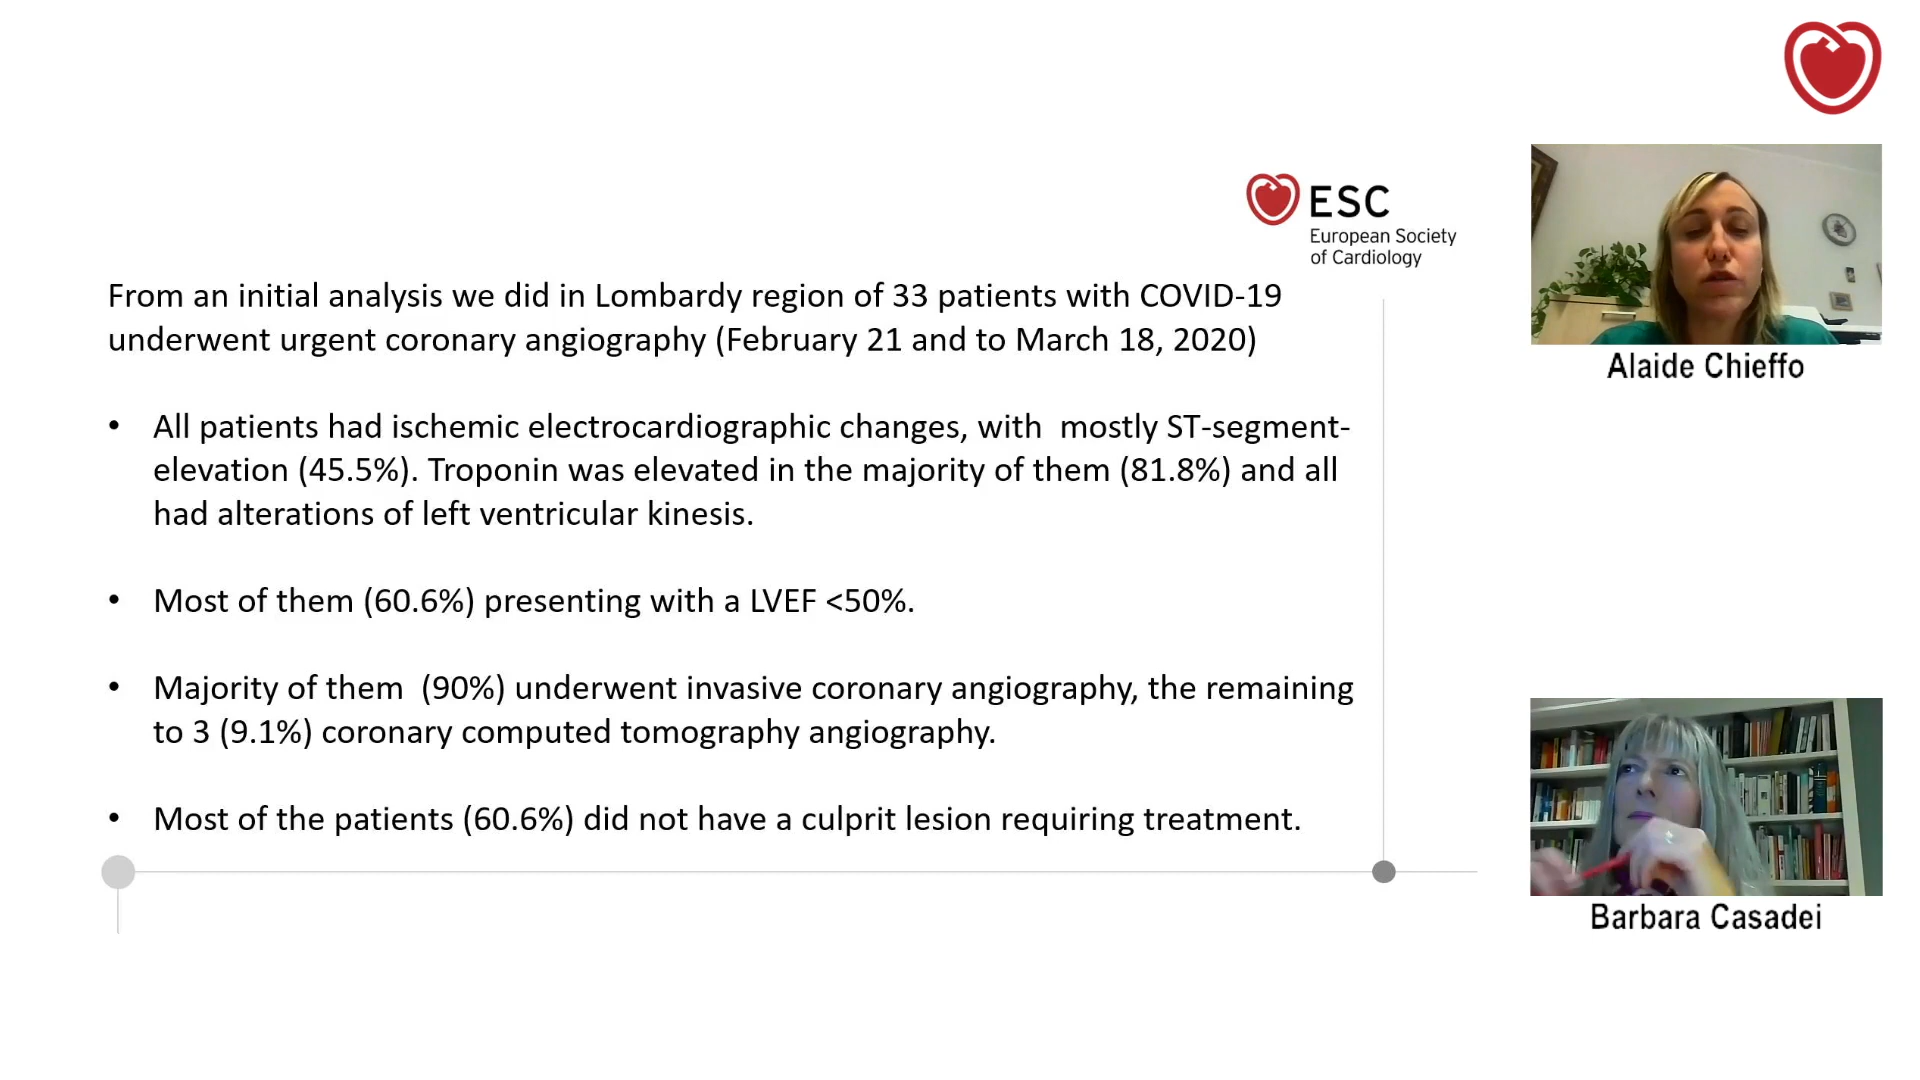 ESC
European Society
of Cardiology
From an initial analysis we did in Lombardy region of 33 patients with COVID-19
underwent urgent coronary angiography (February 21 and to March 18, 2020)
• All patients had ischemic electrocardiographic changes, with  mostly ST-segment-
elevation (45.5%). Troponin was elevated in the majority of them (81.8%) and all
had alterations of left ventricular kinesis.
• Most of them (60.6%) presenting with a LVEF <50%.
• Majority of them  (90%) underwent invasive coronary angiography, the remaining
to 3 (9.1%) coronary computed tomography angiography.
• Most of the patients (60.6%) did not have a culprit lesion requiring treatment.
Alaide Chieffo
Barbara Casadei